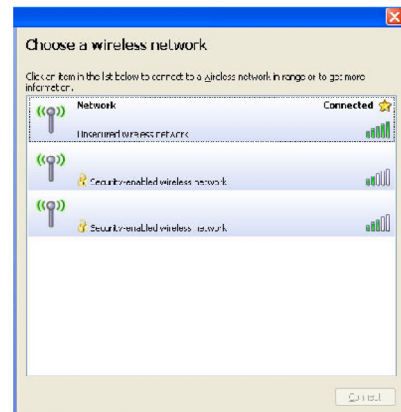 Choose a wireless network
Click an item in the list below to connect to a wireless network in range or to get more
information.
Network Connected
Unsecured wireless network
Security-enabled wireless network
Security-enabled wireless network
Connect